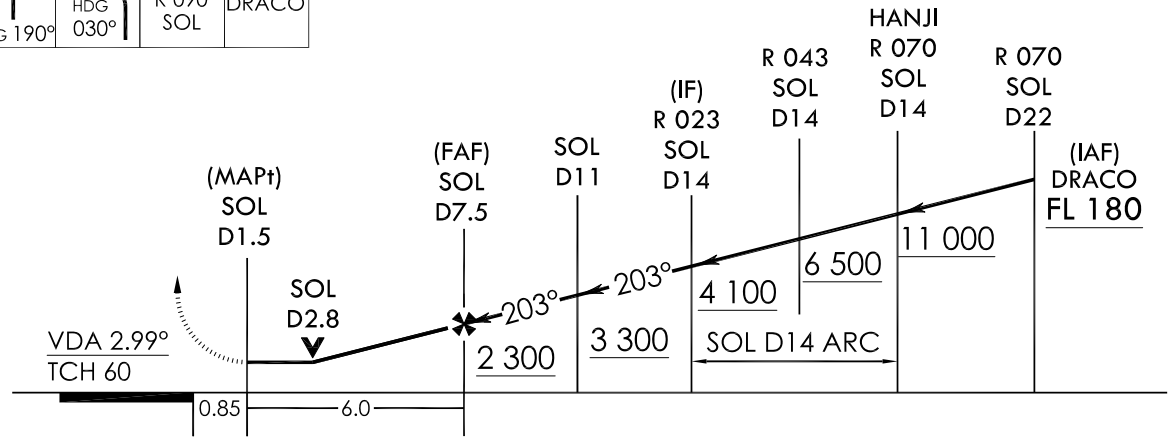 HDG
R 090
DRACO
G 190°
030°
SOL
HANJI
R 070
SOL
D14
R 043
SOL
D14
R 070
SOL
D22
(IF)
R 023
SOL
D14
(IAF)
DRACO
FL 180
(FAF)
SOL
D7.5
SOL
D11
(MAPt)
SOL
D1.5
SOL
D2.8
11 000
6 500
4 100
203°
203°
3 300
2 300
SOL D14 ARC
VDA 2.99°
TCH 60
0.85
6.0